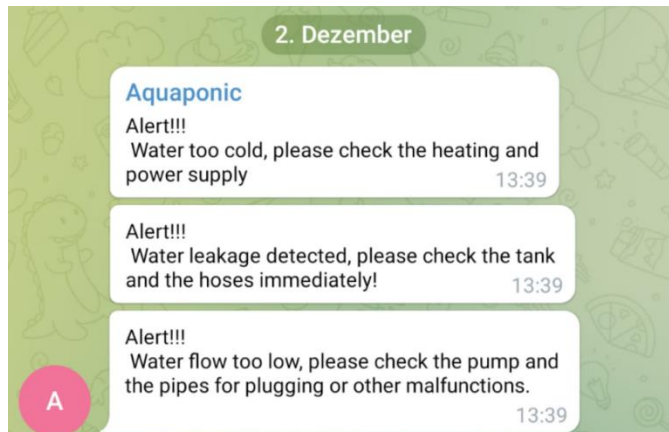 2. Dezember
Aquaponic
Alert!!!
Water too cold, please check the heating and
power supply
13:39
Alert!!!
Water leakage detected, please check the tank
and the hoses immediately!
13:39
Alert!!!
Water flow too low, please check the pump and
the pipes for plugging or other malfunctions.
13:39
A